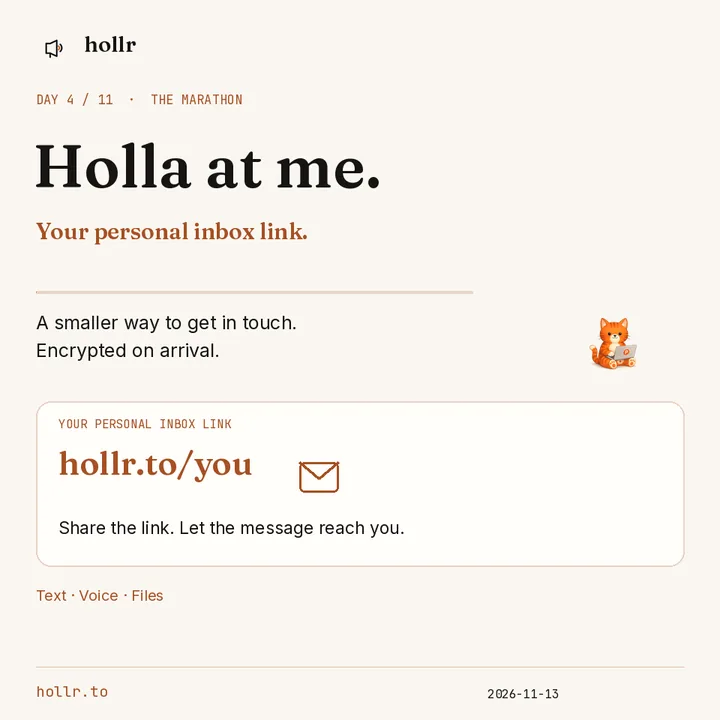 hollr
DAY 4 / 11 · THE MARATHON
Holla at me.
Your personal inbox link.
A smaller way to get in touch.
Encrypted on arrival.
YOUR PERSONAL INBOX LINK
hollr.to/you
Share the link. Let the message reach you.
Text · Voice · Files
hollr.to
2026-11-13